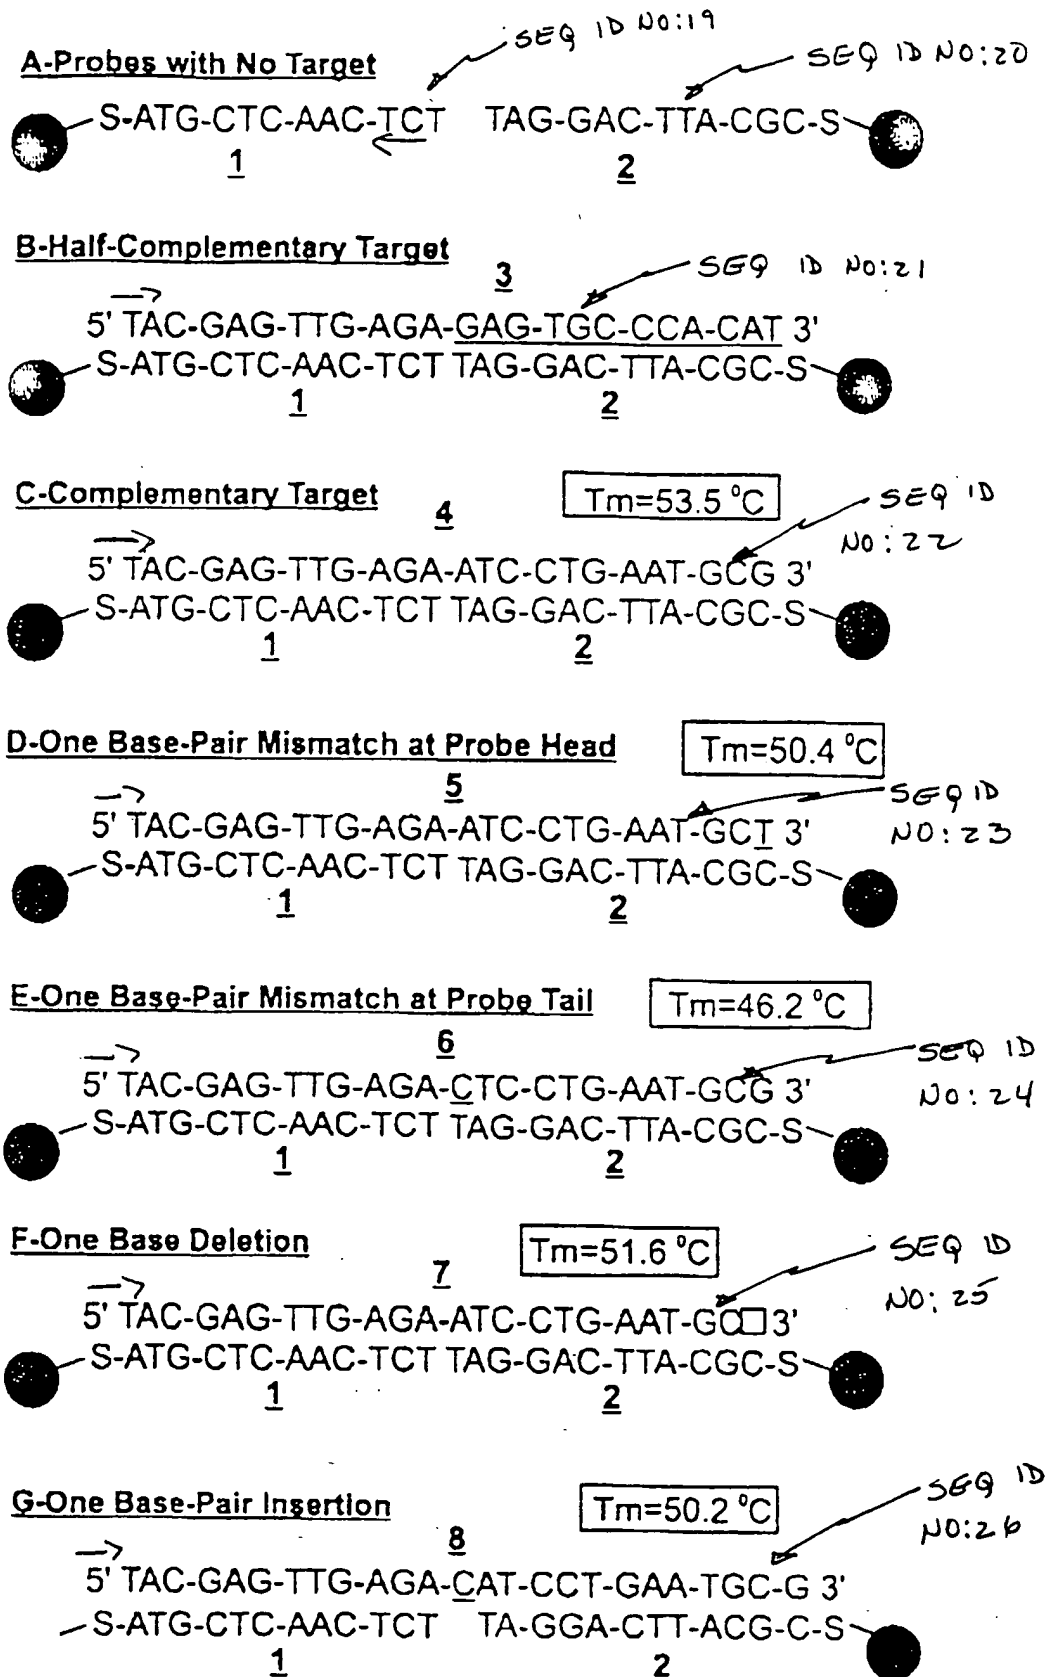 SEQ ID NO:19
A-Probes with No Target
SEQ ID NO:20
S-ATG-CTC-AAC-TCT TAG-GAC-TTA-CGC-S
1 2
B-Half-Complementary Target
3
SEQ ID NO:21
5' TAC-GAG-TTG-AGA-GAG-TGC-CCA-CAT 3'
S-ATG-CTC-AAC-TCT TAG-GAC-TTA-CGC-S
1 2
C-Complementary Target
4
Tm=53.5 °C
SEQ ID
NO:22
5' TAC-GAG-TTG-AGA-ATC-CTG-AAT-GCG 3'
S-ATG-CTC-AAC-TCT TAG-GAC-TTA-CGC-S
1 2
D-One Base-Pair Mismatch at Probe Head
Tm=50.4 °C
5
SEQ ID
NO:23
5' TAC-GAG-TTG-AGA-ATC-CTG-AAT-GCT 3'
S-ATG-CTC-AAC-TCT TAG-GAC-TTA-CGC-S
1 2
E-One Base-Pair Mismatch at Probe Tail
Tm=46.2 °C
6
SEQ ID
NO:24
5' TAC-GAG-TTG-AGA-CTC-CTG-AAT-GCG 3'
S-ATG-CTC-AAC-TCT TAG-GAC-TTA-CGC-S
1 2
F-One Base Deletion
Tm=51.6 °C
7
SEQ ID
NO:25
5' TAC-GAG-TTG-AGA-ATC-CTG-AAT-GC□ 3'
S-ATG-CTC-AAC-TCT TAG-GAC-TTA-CGC-S
1 2
G-One Base-Pair Insertion
Tm=50.2 °C
8
SEQ ID
NO:26
5' TAC-GAG-TTG-AGA-CAT-CCT-GAA-TGC-G 3'
S-ATG-CTC-AAC-TCT TA-GGA-CTT-ACG-C-S
1 2